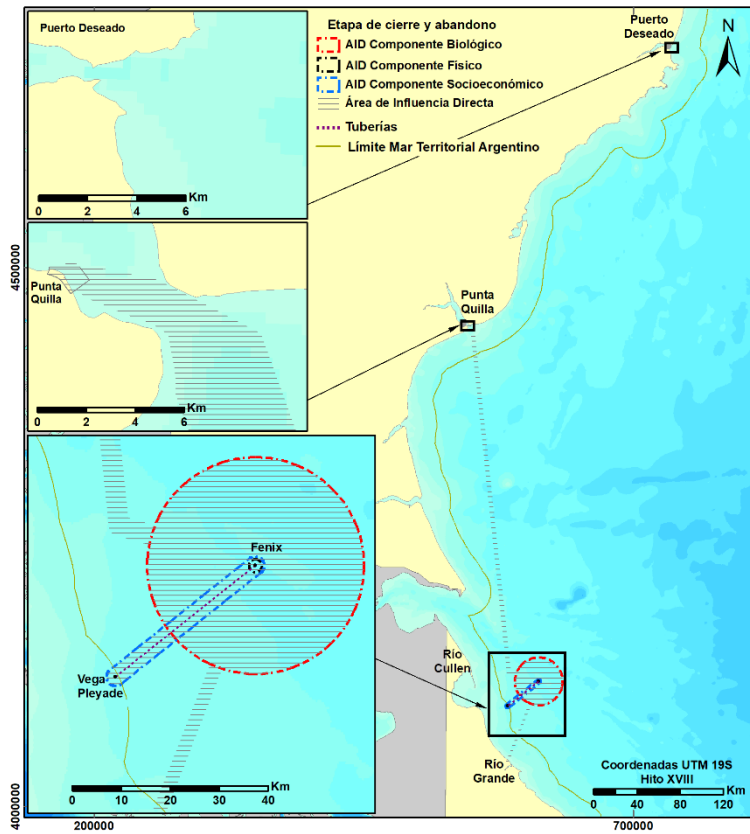 Puerto Deseado
Km
0 2 4 6
Punta
Quilla
Km
0 2 4 6
Fenix
Vega
Pleyade
Km
0 10 20 30 40
Etapa de cierre y abandono
AID Componente Biológico
AID Componente Físico
AID Componente Socioeconómico
Área de Influencia Directa
Tuberías
Límite Mar Territorial Argentino
Puerto
Deseado
N
Punta
Quilla
Río
Cullen
Río
Grande
Coordenadas UTM 19S
Hito XVIII
Km
0 40 80 120
4500000
4000000
200000
700000